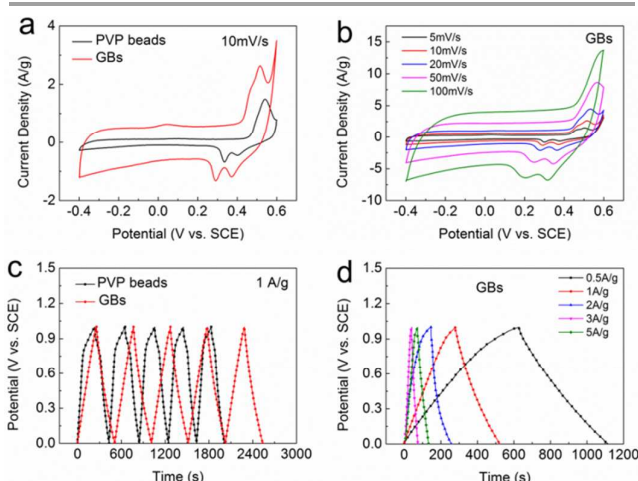 a
PVP beads
GBs
10mV/s
4
2
0
-2
Current Density (A/g)
-0.4 -0.2 0.0 0.2 0.4 0.6
Potential (V vs. SCE)
b
5mV/s
10mV/s
20mV/s
50mV/s
100mV/s
GBs
15
10
5
0
-5
-10
Current Density (A/g)
-0.4 -0.2 0.0 0.2 0.4 0.6
Potential (V vs. SCE)
c
PVP beads
GBs
1 A/g
1.5
1.2
0.9
0.6
0.3
0.0
Potential (V vs. SCE)
0 600 1200 1800 2400 3000
Time (s)
d
GBs
0.5A/g
1A/g
2A/g
3A/g
5A/g
1.5
1.2
0.9
0.6
0.3
0.0
Potential (V vs. SCE)
0 200 400 600 800 1000 1200
Time (s)